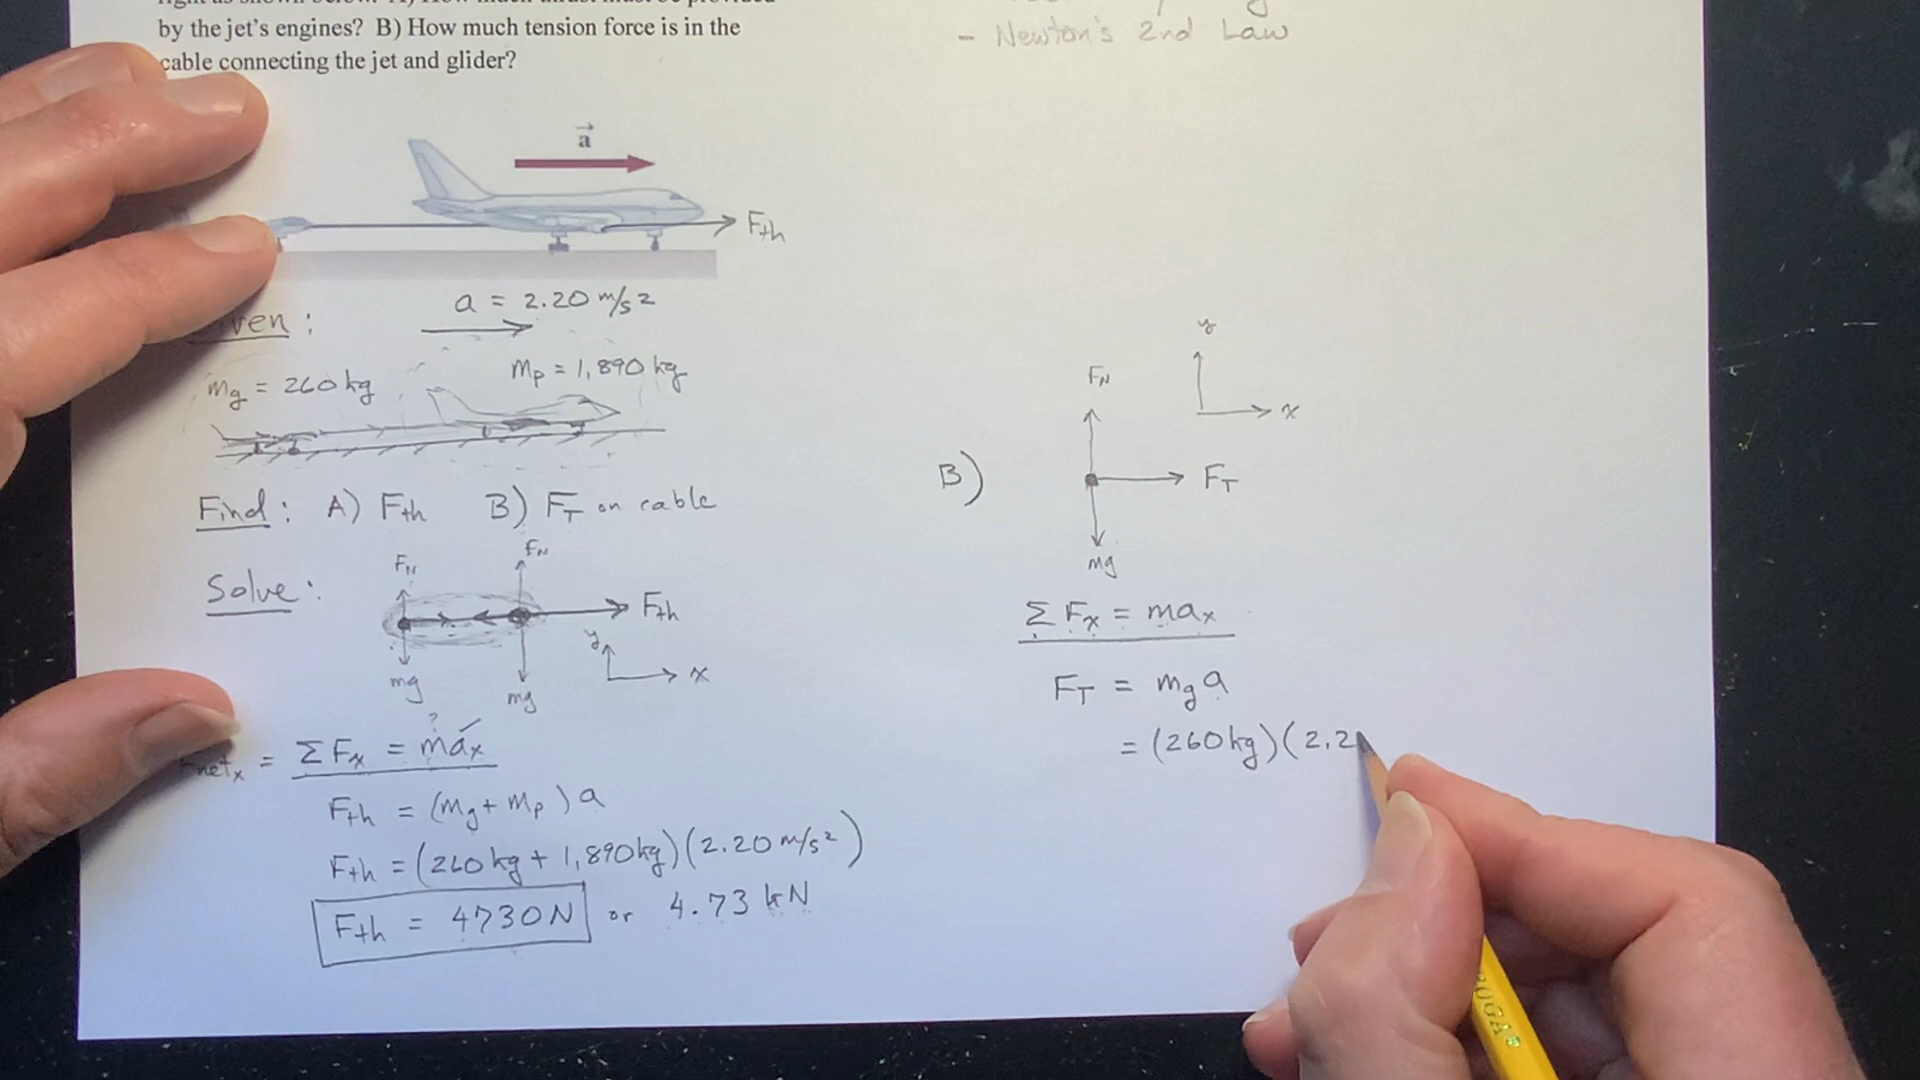 by the jet's engines? B) How much tension force is in the
cable connecting the jet and glider?
- Newton's 2nd Law
a
Fth
a = 2.20 m/s²
:
mg = 260 kg
mp = 1,890 kg
Find: A) Fth B) FT on cable
Solve:
FN
FN
Fth
mg
mg
y
x
?
= ΣFx = max
Fth = (mg + mp) a
Fth = (260 kg + 1,890 kg)(2.20 m/s²)
Fth = 4730 N or 4.73 kN
B)
FN
FT
mg
y
x
ΣFx = max
FT = mg a
= (260 kg)(2.2